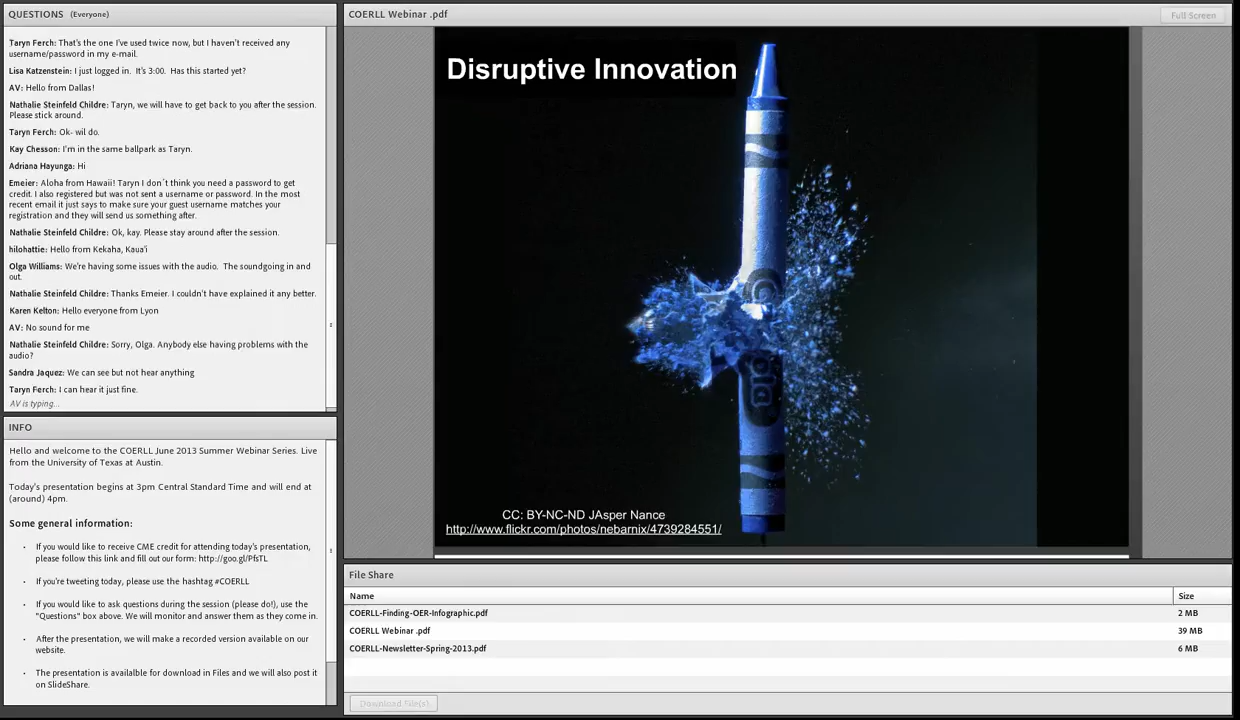 QUESTIONS (Everyone)
Taryn Ferch: That's the one I've used twice now, but I haven't received any
username/password in my e-mail.
Lisa Katzenstein: I just logged in. It's 3:00. Has this started yet?
AV: Hello from Dallas!
Nathalie Steinfeld Childre: Taryn, we will have to get back to you after the session.
Please stick around.
Taryn Ferch: Ok- wil do.
Kay Chesson: I'm in the same ballpark as Taryn.
Adriana Hayunga: Hi
Emeier: Aloha from Hawaii! Taryn I don´t think you need a password to get
credit. I also registered but was not sent a username or password. In the most
recent email it just says to make sure your guest username matches your
registration and they will send us something after.
Nathalie Steinfeld Childre: Ok, kay. Please stay around after the session.
hilohattie: Hello from Kekaha, Kaua'i
Olga Williams: We're having some issues with the audio. The soundgoing in and
out.
Nathalie Steinfeld Childre: Thanks Emeier. I couldn't have explained it any better.
Karen Kelton: Hello everyone from Lyon
AV: No sound for me
Nathalie Steinfeld Childre: Sorry, Olga. Anybody else having problems with the
audio?
Sandra Jaquez: We can see but not hear anything
Taryn Ferch: I can hear it just fine.
AV is typing...
INFO
Hello and welcome to the COERLL June 2013 Summer Webinar Series. Live
from the University of Texas at Austin.
Today's presentation begins at 3pm Central Standard Time and will end at
(around) 4pm.
Some general information:
• If you would like to receive CME credit for attending today's presentation,
please follow this link and fill out our form: http://goo.gl/PfsTL
• If you're tweeting today, please use the hashtag #COERLL
• If you would like to ask questions during the session (please do!), use the
"Questions" box above. We will monitor and answer them as they come in.
• After the presentation, we will make a recorded version available on our
website.
• The presentation is availalble for download in Files and we will also post it
on SlideShare.
COERLL Webinar .pdf
Full Screen
Disruptive Innovation
ola
CC: BY-NC-ND JAsper Nance
http://www.flickr.com/photos/nebarnix/4739284551/
File Share
Name Size
COERLL-Finding-OER-Infographic.pdf 2 MB
COERLL Webinar .pdf 39 MB
COERLL-Newsletter-Spring-2013.pdf 6 MB
Download File(s)